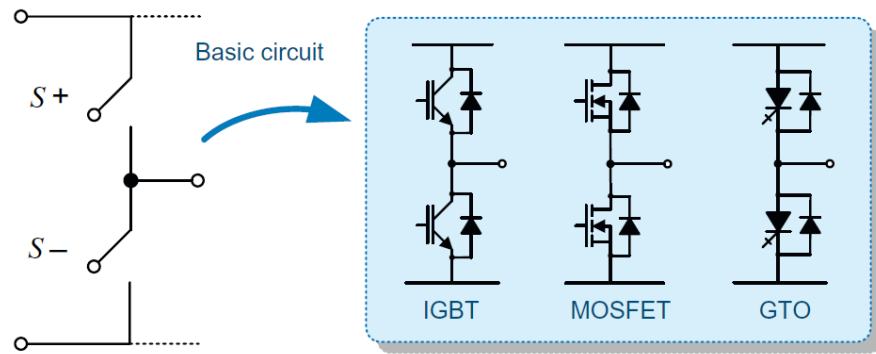 Basic circuit
S+
S−
IGBT
MOSFET
GTO